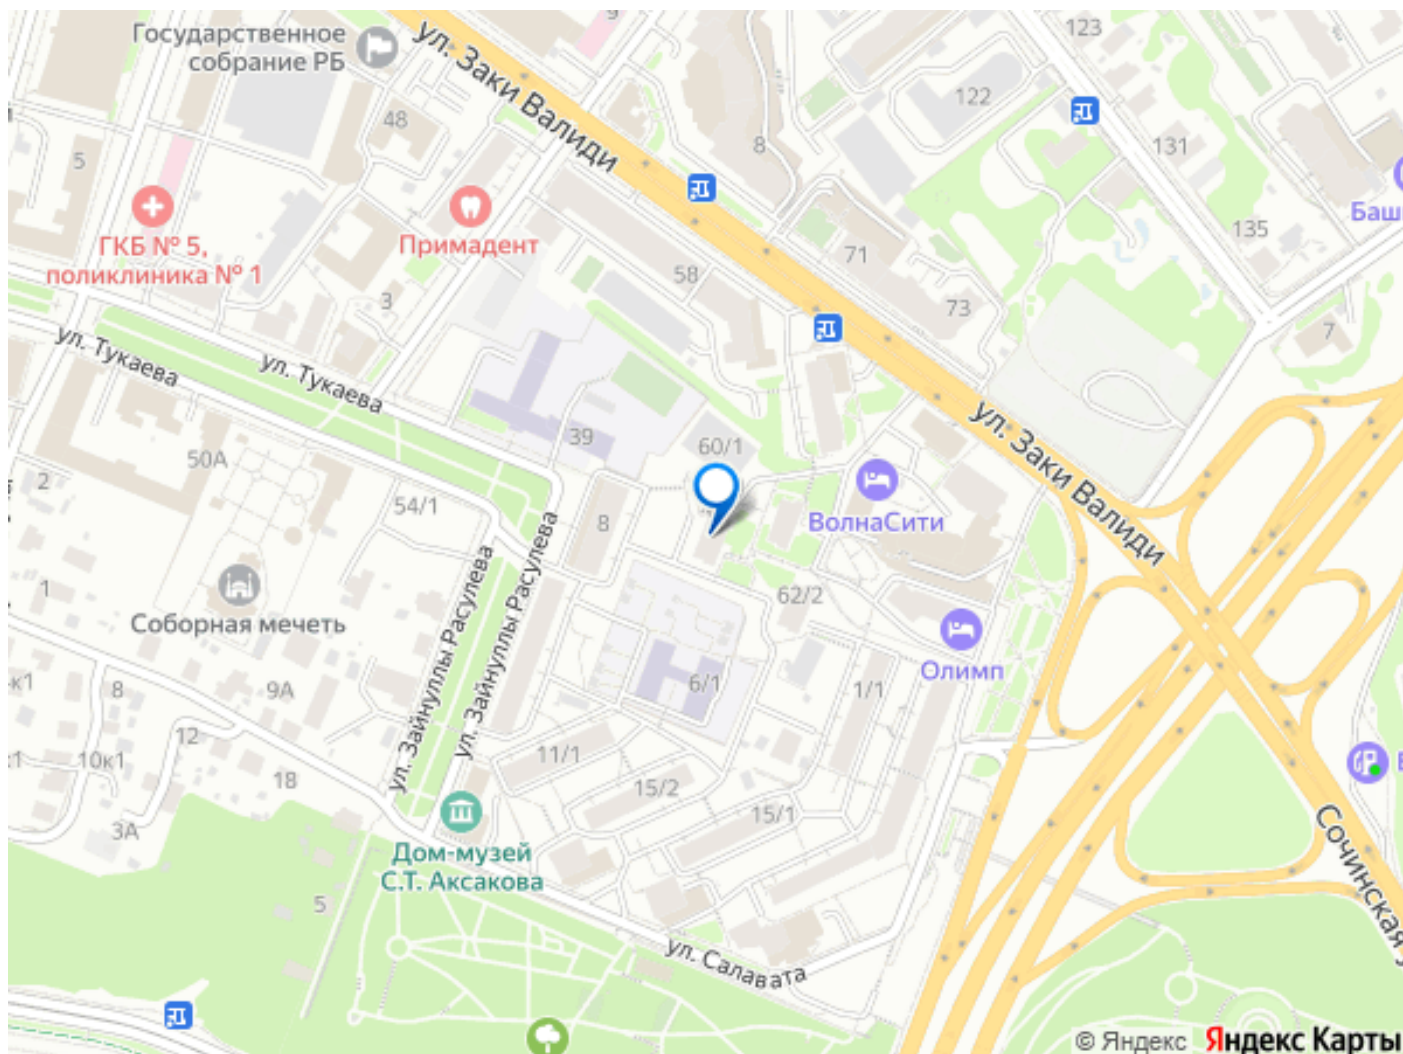 Государственное
собрание РБ
9
ул. Заки Валиди
123
122
48
5
8
131
135
Баш
ГКБ № 5,
поликлиника № 1
Примадент
58
71
73
3
7
ул. Тукаева
ул. Тукаева
39
60/1
ул. Заки Валиди
50А
2
54/1
8
ВолнаСити
1
Соборная мечеть
62/2
Олимп
ул. Зайнуллы Расулева
ул. Зайнуллы Расулева
к1
8
9А
6/1
1/1
12
10к1
11/1
18
15/2
15/1
3А
Дом-музей
С.Т. Аксакова
Сочинская
5
ул. Салавата
© Яндекс Яндекс Карты